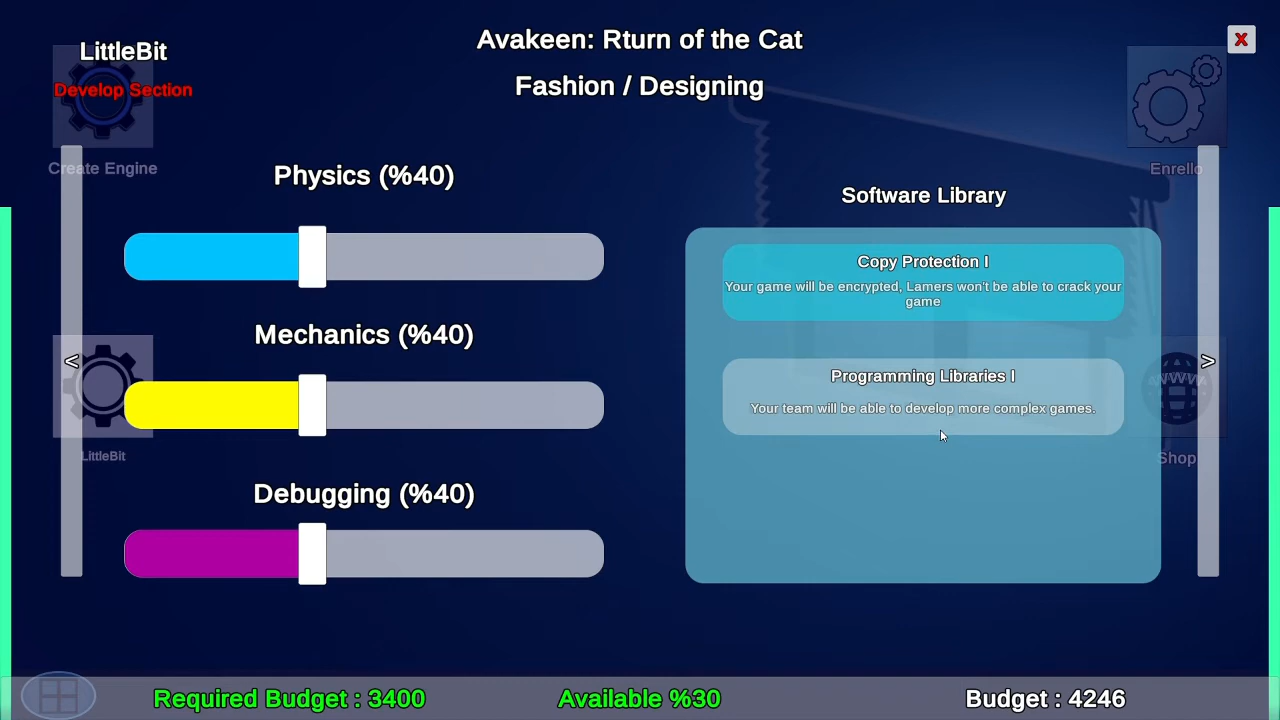 LittleBit
Develop Section
Avakeen: Rturn of the Cat
Fashion / Designing
X
Create Engine
Enrello
Physics (%40)
Software Library
Copy Protection I
Your game will be encrypted, Lamers won't be able to crack your
game
Mechanics (%40)
<
>
Programming Libraries I
Your team will be able to develop more complex games.
LittleBit
Shop
Debugging (%40)
Required Budget : 3400
Available %30
Budget : 4246